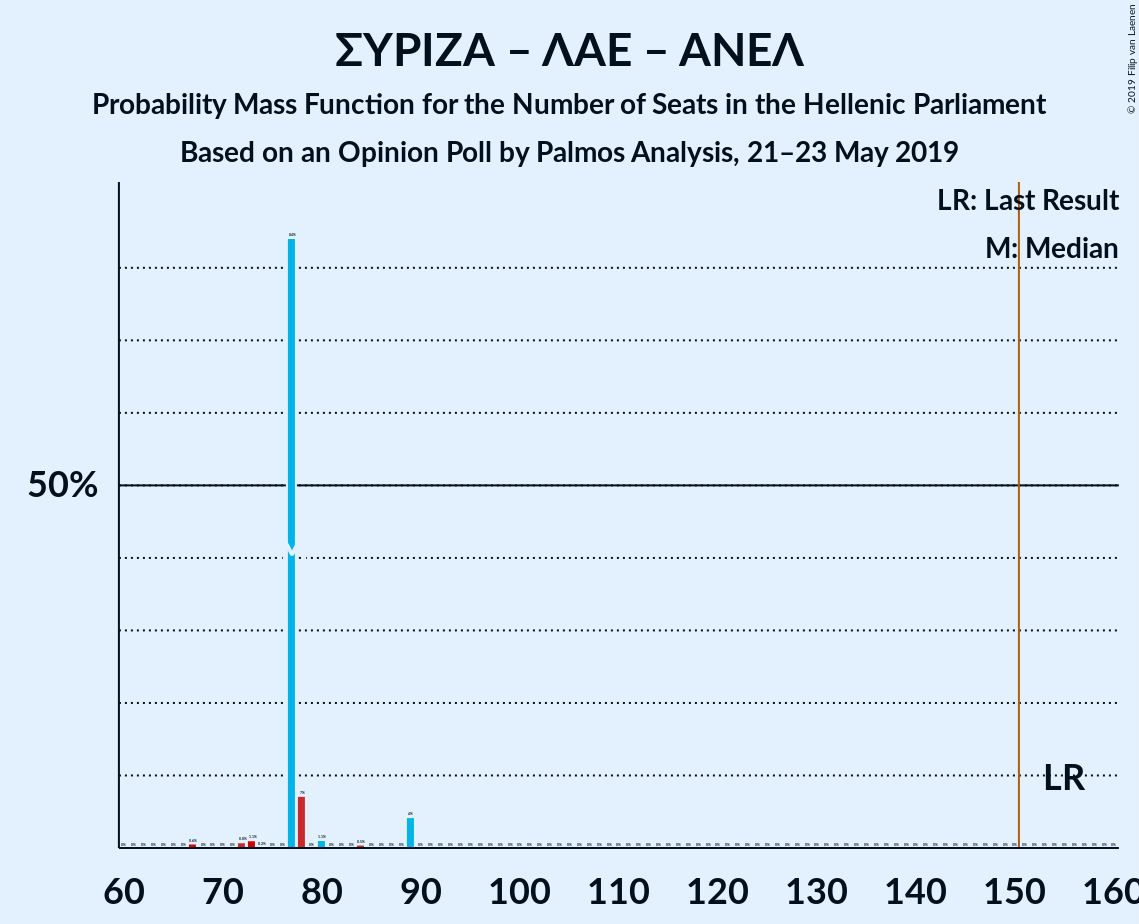 ΣΥΡΙΖΑ – ΛΑΕ – ΑΝΕΛ
Probability Mass Function for the Number of Seats in the Hellenic Parliament
Based on an Opinion Poll by Palmos Analysis, 21–23 May 2019
© 2019 Filip van Laenen
LR: Last Result
M: Median
50%
LR
60 70 80 90 100 110 120 130 140 150 160